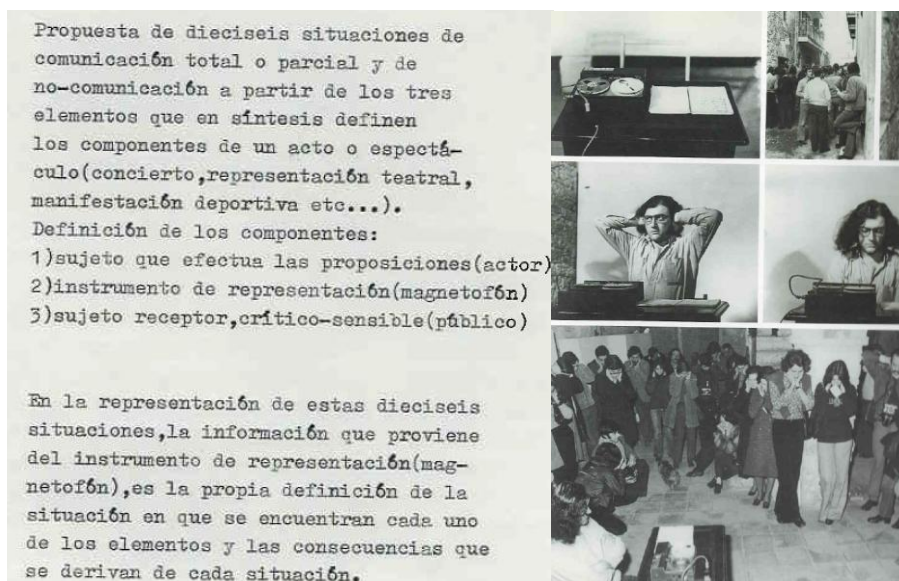 Propuesta de dieciseis situaciones de
comunicación total o parcial y de
no-comunicación a partir de los tres
elementos que en síntesis definen
los componentes de un acto o espectá-
culo(concierto,representación teatral,
manifestación deportiva etc...).
Definición de los componentes:
1)sujeto que efectua las proposiciones(actor)
2)instrumento de representación(magnetofón)
3)sujeto receptor,crítico-sensible(público)
En la representación de estas dieciseis
situaciones,la información que proviene
del instrumento de representación(mag-
netofón),es la propia definición de la
situación en que se encuentran cada uno
de los elementos y las consecuencias que
se derivan de cada situación.